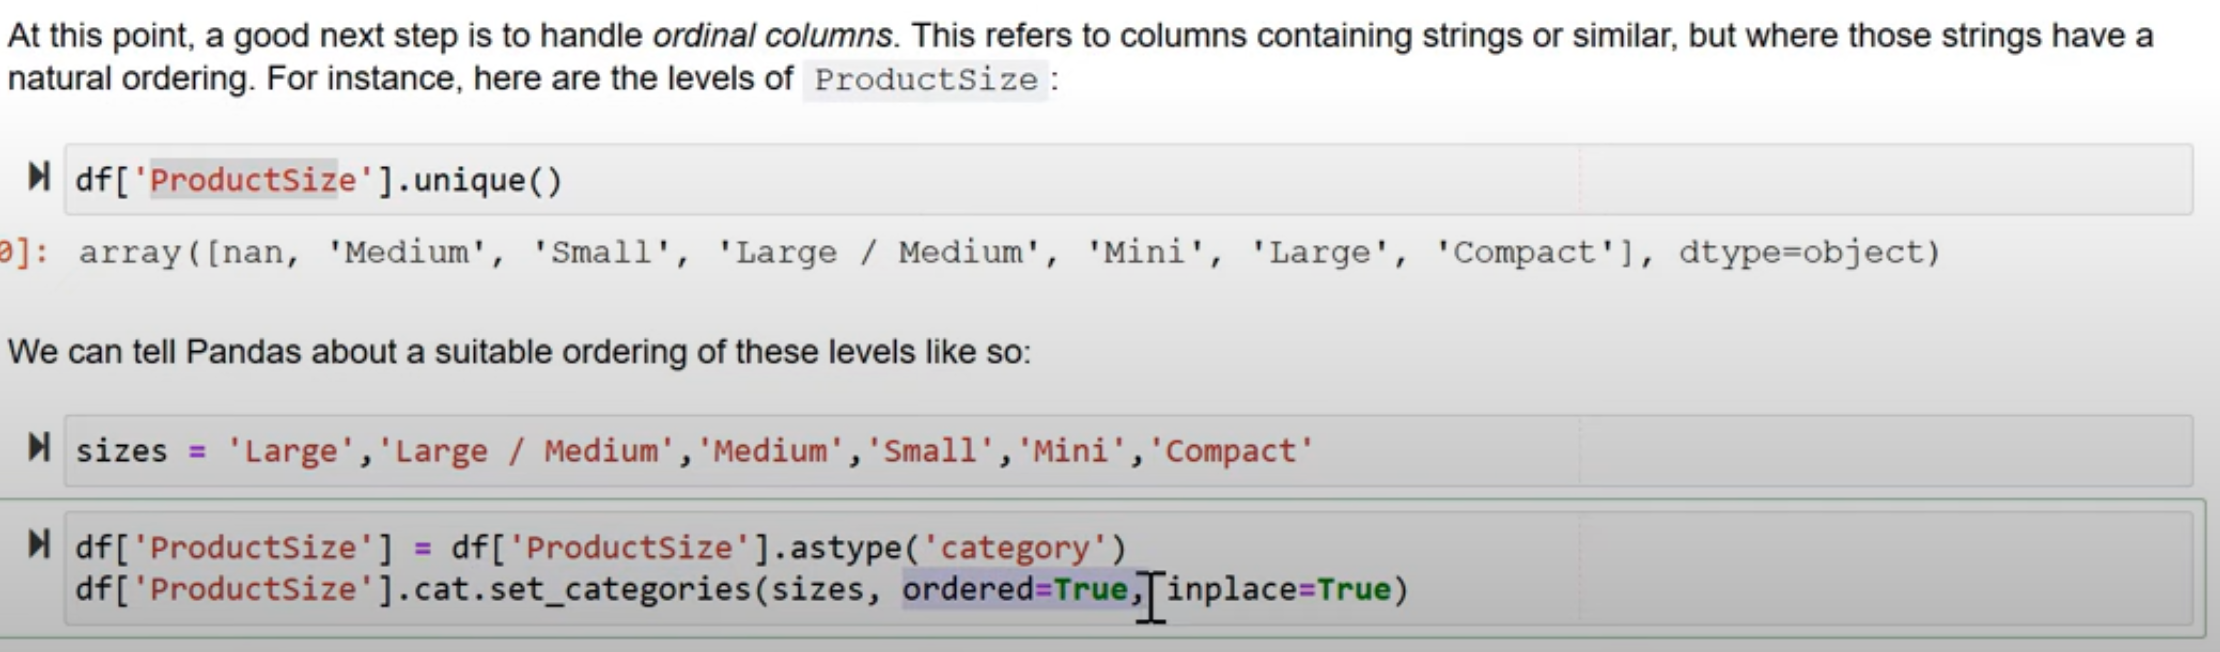 At this point, a good next step is to handle ordinal columns. This refers to columns containing strings or similar, but where those strings have a
natural ordering. For instance, here are the levels of ProductSize :
df['ProductSize'].unique()
0]: array([nan, 'Medium', 'Small', 'Large / Medium', 'Mini', 'Large', 'Compact'], dtype=object)
We can tell Pandas about a suitable ordering of these levels like so:
sizes = 'Large','Large / Medium','Medium','Small','Mini','Compact'
df['ProductSize'] = df['ProductSize'].astype('category')
df['ProductSize'].cat.set_categories(sizes, ordered=True, inplace=True)